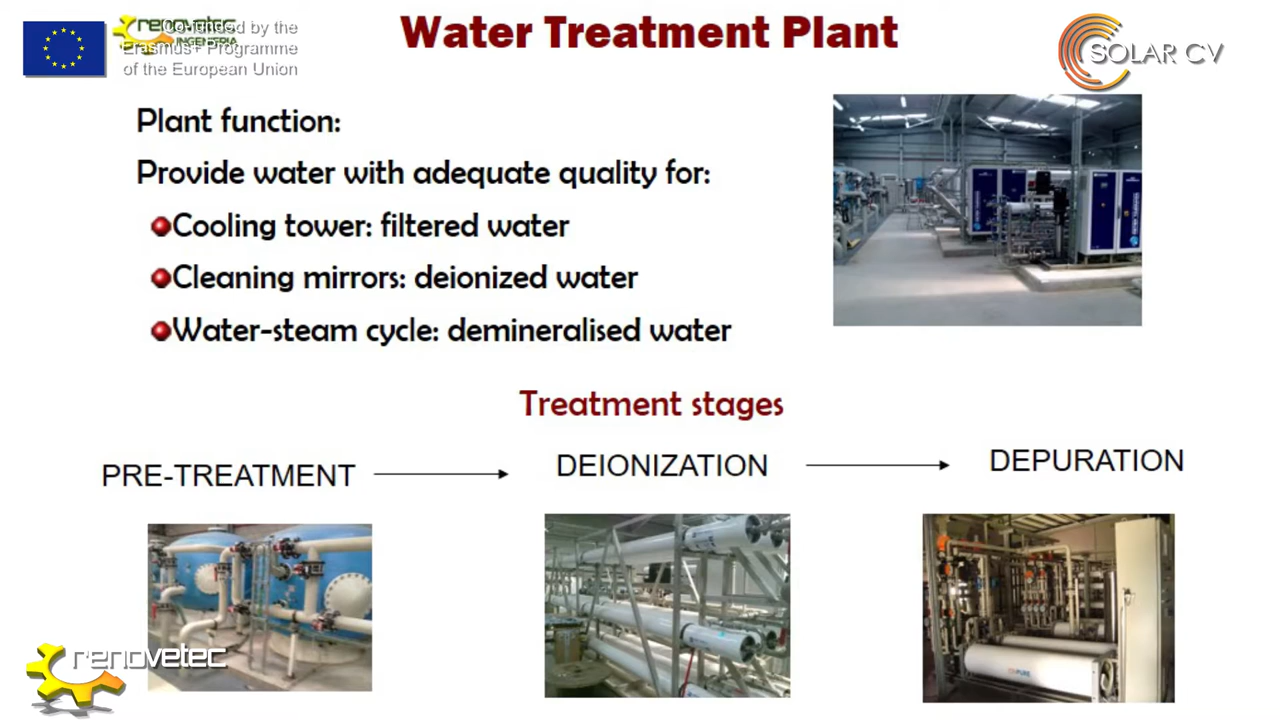 renovetec
INGENIERIA
Co-funded by the
Erasmus+ Programme
of the European Union
Water Treatment Plant
SOLAR CV
Plant function:
Provide water with adequate quality for:
Cooling tower: filtered water
Cleaning mirrors: deionized water
Water-steam cycle: demineralised water
Treatment stages
PRE-TREATMENT
DEIONIZATION
DEPURATION
renovetec